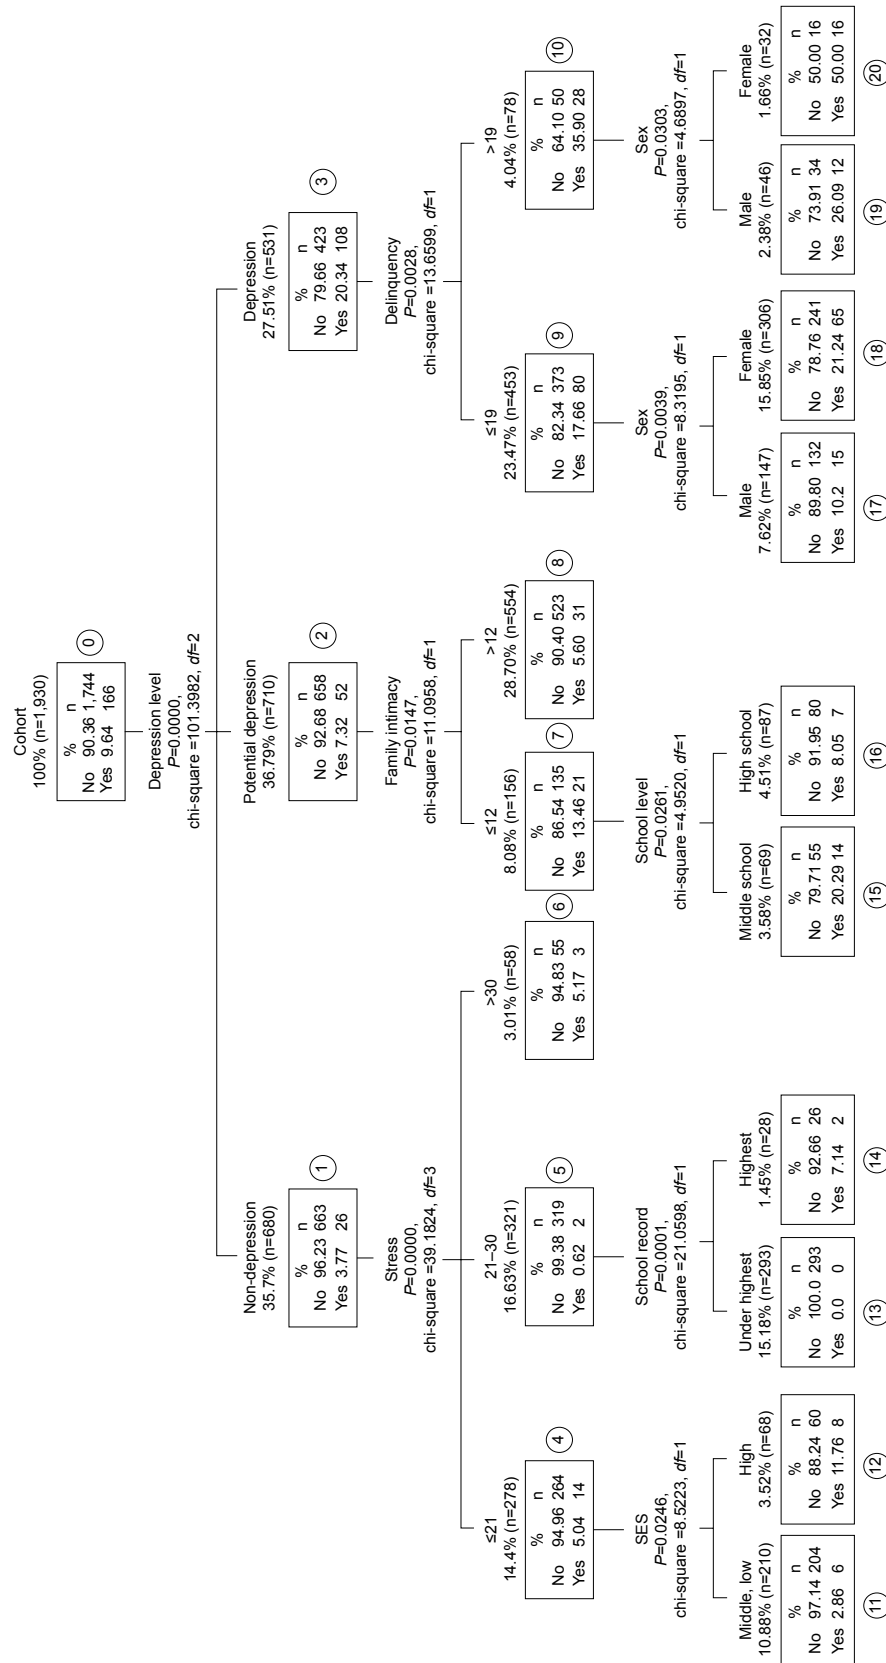 Cohort
100% (n=1,930)
% n
No 90.36 1,744
Yes 9.64 166
0
Depression level
P=0.0000,
chi-square =101.3982, df=2
Non-depression
35.7% (n=680)
% n
No 96.23 663
Yes 3.77 26
1
Stress
P=0.0000,
chi-square =39.1824, df=3
Potential depression
36.79% (n=710)
% n
No 92.68 658
Yes 7.32 52
2
Family intimacy
P=0.0147,
chi-square =11.0958, df=1
Depression
27.51% (n=531)
% n
No 79.66 423
Yes 20.34 108
3
Delinquency
P=0.0028,
chi-square =13.6599, df=1
≤21
14.4% (n=278)
% n
No 94.96 264
Yes 5.04 14
4
SES
P=0.0246,
chi-square =8.5223, df=1
21–30
16.63% (n=321)
% n
No 99.38 319
Yes 0.62 2
5
School record
P=0.0001,
chi-square =21.0598, df=1
>30
3.01% (n=58)
% n
No 94.83 55
Yes 5.17 3
6
≤12
8.08% (n=156)
% n
No 86.54 135
Yes 13.46 21
7
School level
P=0.0261,
chi-square =4.9520, df=1
>12
28.70% (n=554)
% n
No 90.40 523
Yes 5.60 31
8
≤19
23.47% (n=453)
% n
No 82.34 373
Yes 17.66 80
9
Sex
P=0.0039,
chi-square =8.3195, df=1
>19
4.04% (n=78)
% n
No 64.10 50
Yes 35.90 28
10
Sex
P=0.0303,
chi-square =4.6897, df=1
Middle, low
10.88% (n=210)
% n
No 97.14 204
Yes 2.86 6
11
High
3.52% (n=68)
% n
No 88.24 60
Yes 11.76 8
12
Under highest
15.18% (n=293)
% n
No 100.0 293
Yes 0.0 0
13
Highest
1.45% (n=28)
% n
No 92.66 26
Yes 7.14 2
14
Middle school
3.58% (n=69)
% n
No 79.71 55
Yes 20.29 14
15
High school
4.51% (n=87)
% n
No 91.95 80
Yes 8.05 7
16
Male
7.62% (n=147)
% n
No 89.80 132
Yes 10.2 15
17
Female
15.85% (n=306)
% n
No 78.76 241
Yes 21.24 65
18
Male
2.38% (n=46)
% n
No 73.91 34
Yes 26.09 12
19
Female
1.66% (n=32)
% n
No 50.00 16
Yes 50.00 16
20